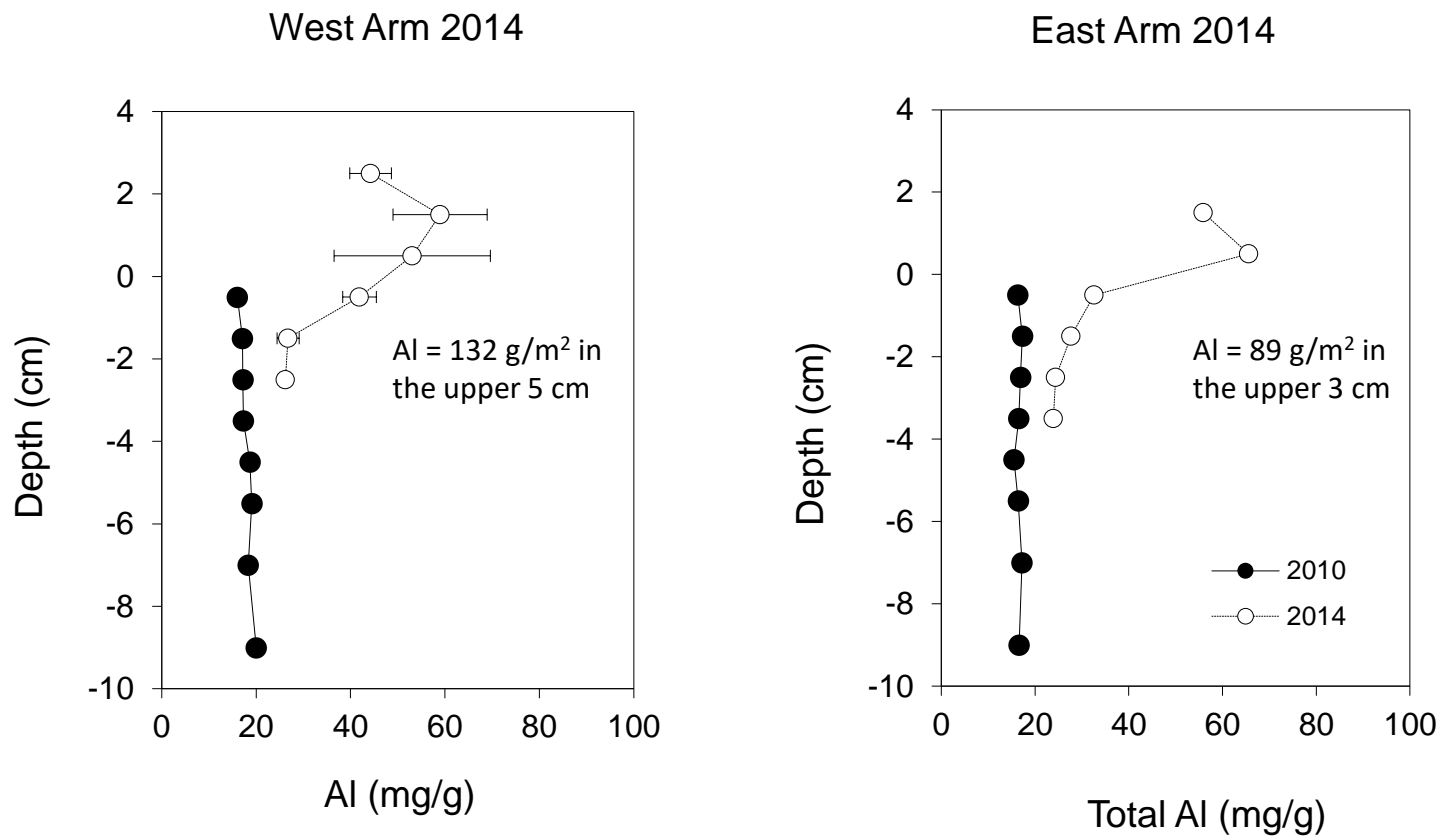 West Arm 2014
4
2
0
-2
-4
-6
-8
-10
Depth (cm)
Al = 132 g/m² in
the upper 5 cm
0 20 40 60 80 100
Al (mg/g)
East Arm 2014
4
2
0
-2
-4
-6
-8
-10
Depth (cm)
Al = 89 g/m² in
the upper 3 cm
2010
2014
0 20 40 60 80 100
Total Al (mg/g)